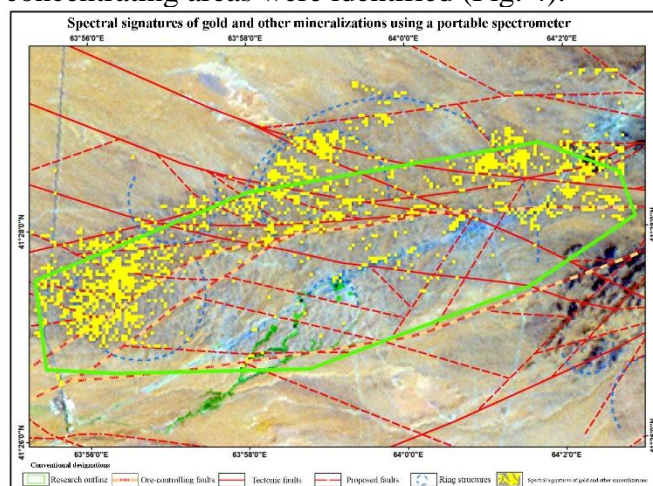 concentrating areas were identified (Fig. 4).
Spectral signatures of gold and other mineralizations using a portable spectrometer
63°56'0"E 63°58'0"E 64°0'0"E 64°2'0"E
41°28'0"N
41°26'0"N
63°56'0"E 63°58'0"E 64°0'0"E 64°2'0"E
Conventional designations
Research outline Ore-controlling faults Tectonic faults Proposed faults Ring structures Spectral signatures of gold and other mineralizations